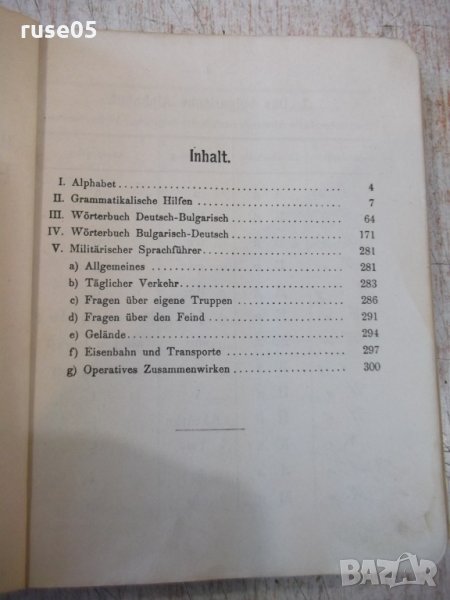 ruse05
Inhalt.
I. Alphabet 4
II. Grammatikalische Hilfen 7
III. Wörterbuch Deutsch-Bulgarisch 64
IV. Wörterbuch Bulgarisch-Deutsch 171
V. Militärischer Sprachführer 281
a) Allgemeines 281
b) Täglicher Verkehr 283
c) Fragen über eigene Truppen 286
d) Fragen über den Feind 291
e) Gelände 294
f) Eisenbahn und Transporte 297
g) Operatives Zusammenwirken 300
BAZAR